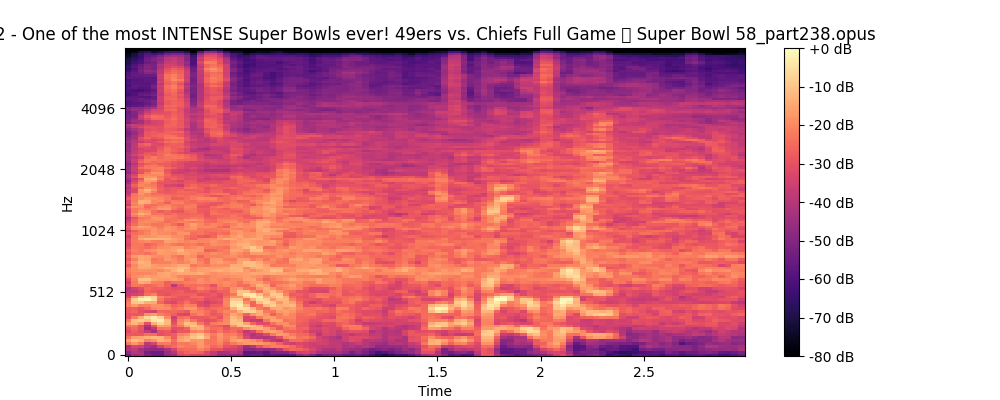 2 - One of the most INTENSE Super Bowls ever! 49ers vs. Chiefs Full Game Super Bowl 58_part238.opus
+0 dB
-10 dB
-20 dB
-30 dB
-40 dB
-50 dB
-60 dB
-70 dB
-80 dB
4096
2048
1024
512
0
Hz
0
0.5
1
1.5
2
2.5
Time